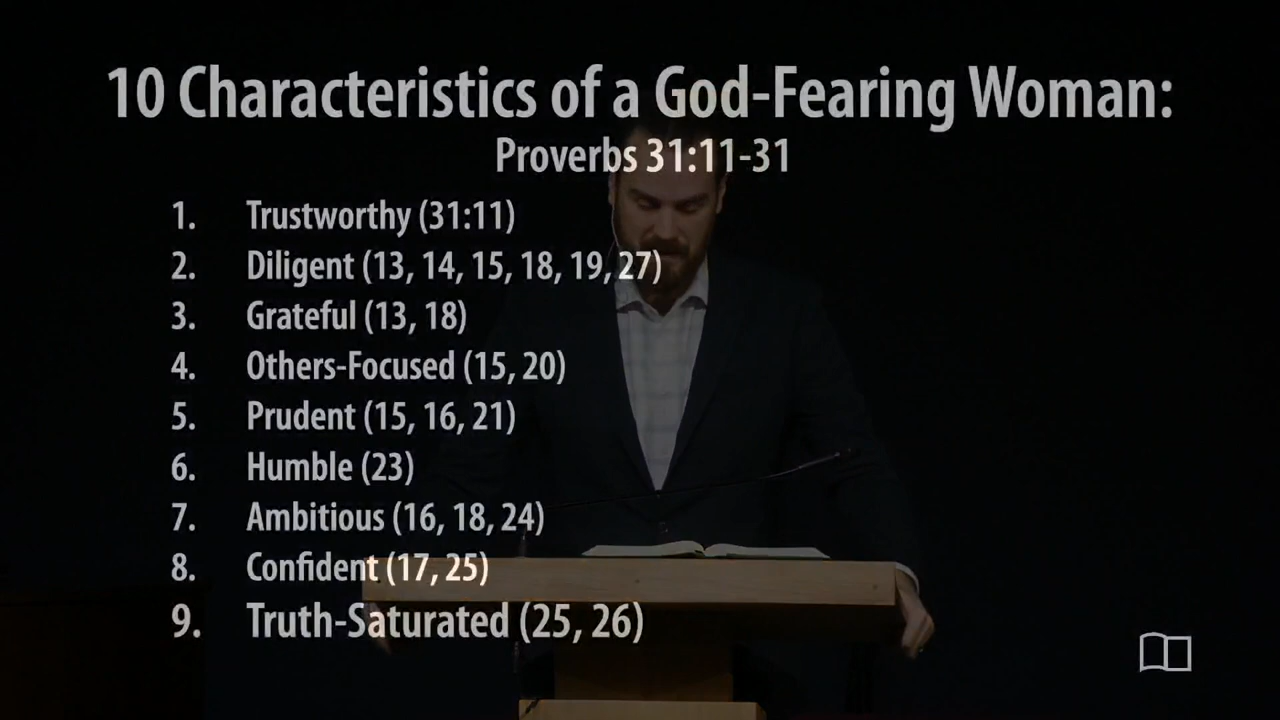 10 Characteristics of a God-Fearing Woman:
Proverbs 31:11-31
1. Trustworthy (31:11)
2. Diligent (13, 14, 15, 18, 19, 27)
3. Grateful (13, 18)
4. Others-Focused (15, 20)
5. Prudent (15, 16, 21)
6. Humble (23)
7. Ambitious (16, 18, 24)
8. Confident (17, 25)
9. Truth-Saturated (25, 26)